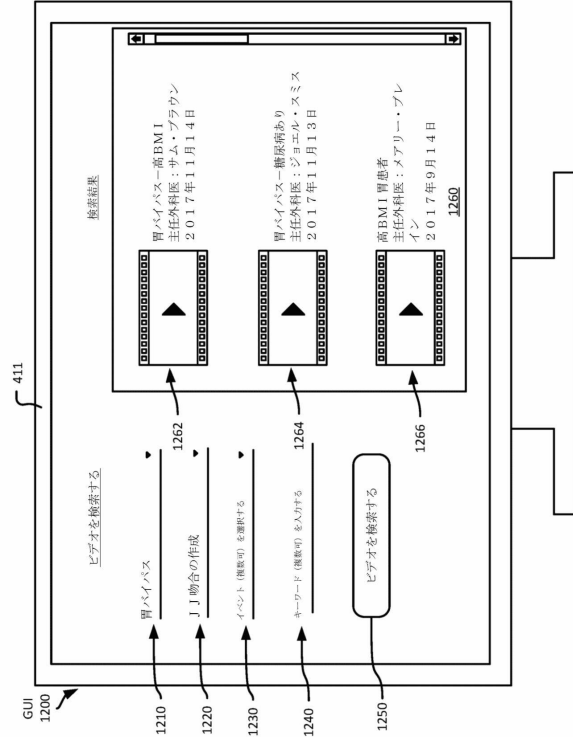 GUI
1200
411
ビデオを検索する
1210
胃バイパス
1220
JJ吻合の作成
1230
イベント(複数可)を選択する
1240
キーワード(複数可)を入力する
1250
ビデオを検索する
検索結果
1262
胃バイパス-高BMI
主任外科医:サム・ブラウン
2017年11月14日
1264
胃バイパス-糖尿病あり
主任外科医:ジョエル・スミス
2017年11月13日
1266
高BMI胃患者
主任外科医:メアリー・ブレ
イン
2017年9月14日
1260